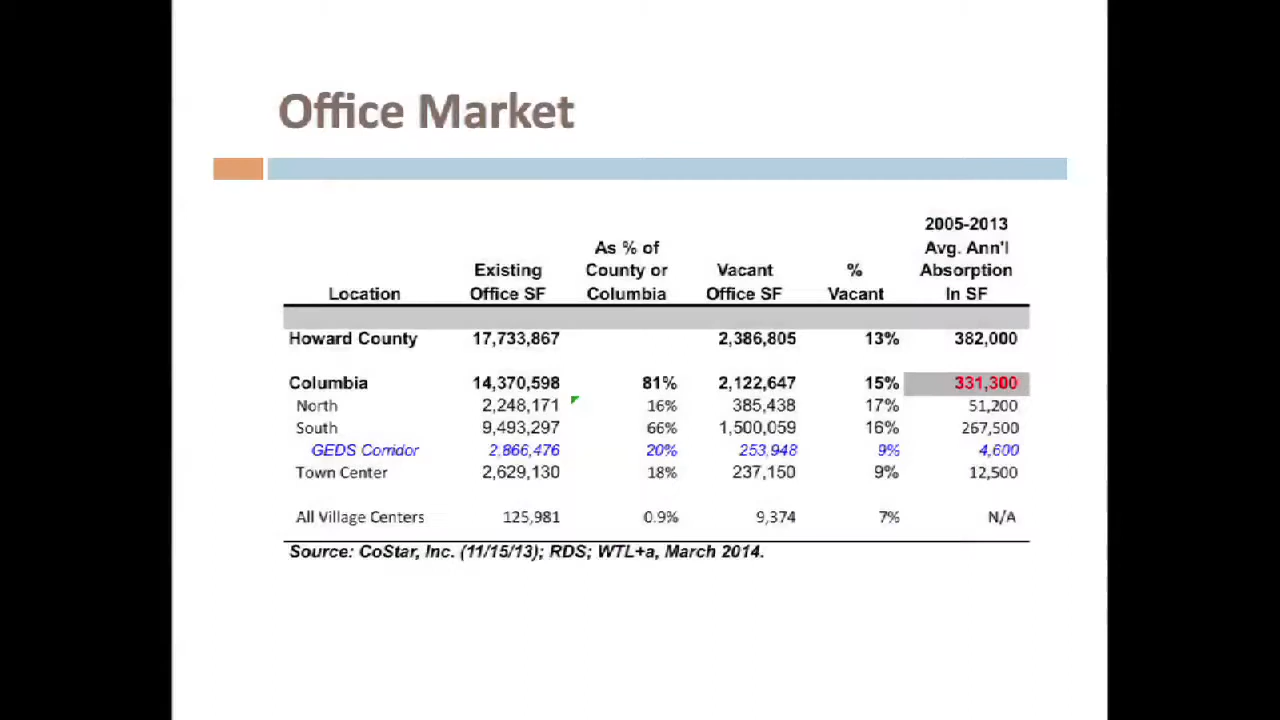 Office Market
2005-2013
As % of Avg. Ann'l
Existing County or Vacant % Absorption
Location Office SF Columbia Office SF Vacant In SF
Howard County 17,733,867 2,386,805 13% 382,000
Columbia 14,370,598 81% 2,122,647 15% 331,300
North 2,248,171 16% 385,438 17% 51,200
South 9,493,297 66% 1,500,059 16% 267,500
GEDS Corridor 2,866,476 20% 253,948 9% 4,600
Town Center 2,629,130 18% 237,150 9% 12,500
All Village Centers 125,981 0.9% 9,374 7% N/A
Source: CoStar, Inc. (11/15/13); RDS; WTL+a, March 2014.